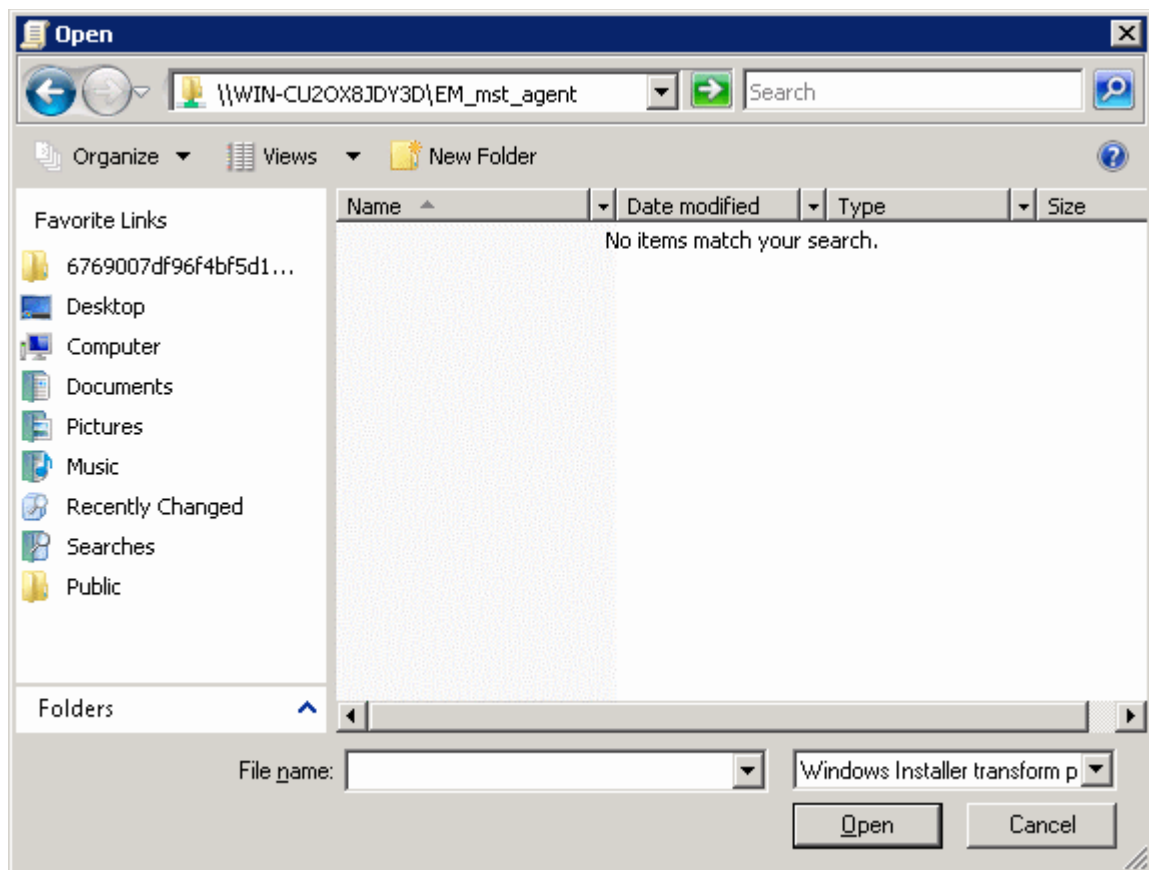 Open
\\WIN-CU2OX8JDY3D\EM_mst_agent
Search
Organize Views New Folder
Favorite Links
6769007df96f4bf5d1...
Desktop
Computer
Documents
Pictures
Music
Recently Changed
Searches
Public
Folders
Name Date modified Type Size
No items match your search.
File name:
Windows Installer transform p
Open Cancel